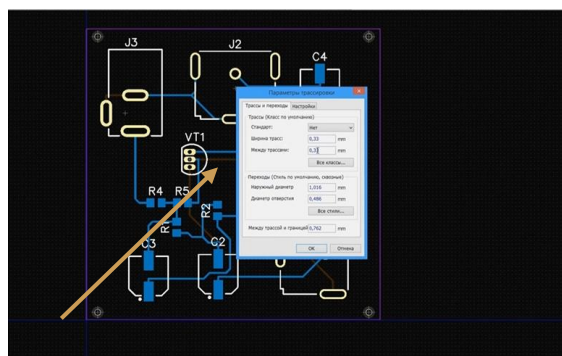 J3
J2
C4
Параметры трассировки
Трассы и переходы
Настройки
Трассы (Класс по умолчанию)
Стандарт: Нет
Ширина трасс: 0,33 mm
Между трассами: 0,3 mm
Все классы...
Переходы (Стиль по умолчанию, сквозные)
Наружный диаметр 1,016 mm
Диаметр отверстия 0,486 mm
Все стили...
Между трассой и границей 0,762 mm
OK
Отмена
VT1
R4
R5
R2
R1
C3
C2